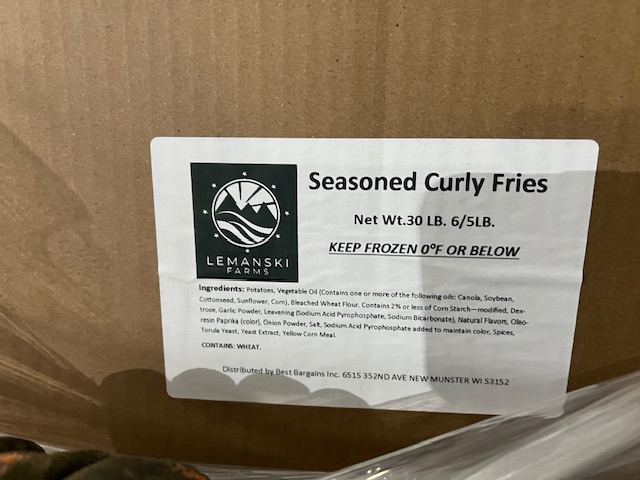 Seasoned Curly Fries
Net Wt.30 LB. 6/5LB.
KEEP FROZEN 0°F OR BELOW
LEMANSKI
FARMS
Ingredients: Potatoes, Vegetable Oil (Contains one or more of the following oils: Canola, Soybean,
Cottonseed, Sunflower, Corn), Bleached Wheat Flour. Contains 2% or less of Corn Starch—modified, Dex-
trose, Garlic Powder, Leavening (Sodium Acid Pyrophosphate, Sodium Bicarbonate), Natural Flavors, Oleo-
resin Paprika (color), Onion Powder, Salt, Sodium Acid Pyrophosphate added to maintain color, Spices,
Torula Yeast, Yeast Extract, Yellow Corn Meal.
CONTAINS: WHEAT.
Distributed by Best Bargains Inc. 6515 352ND AVE NEW MUNSTER WI 53152